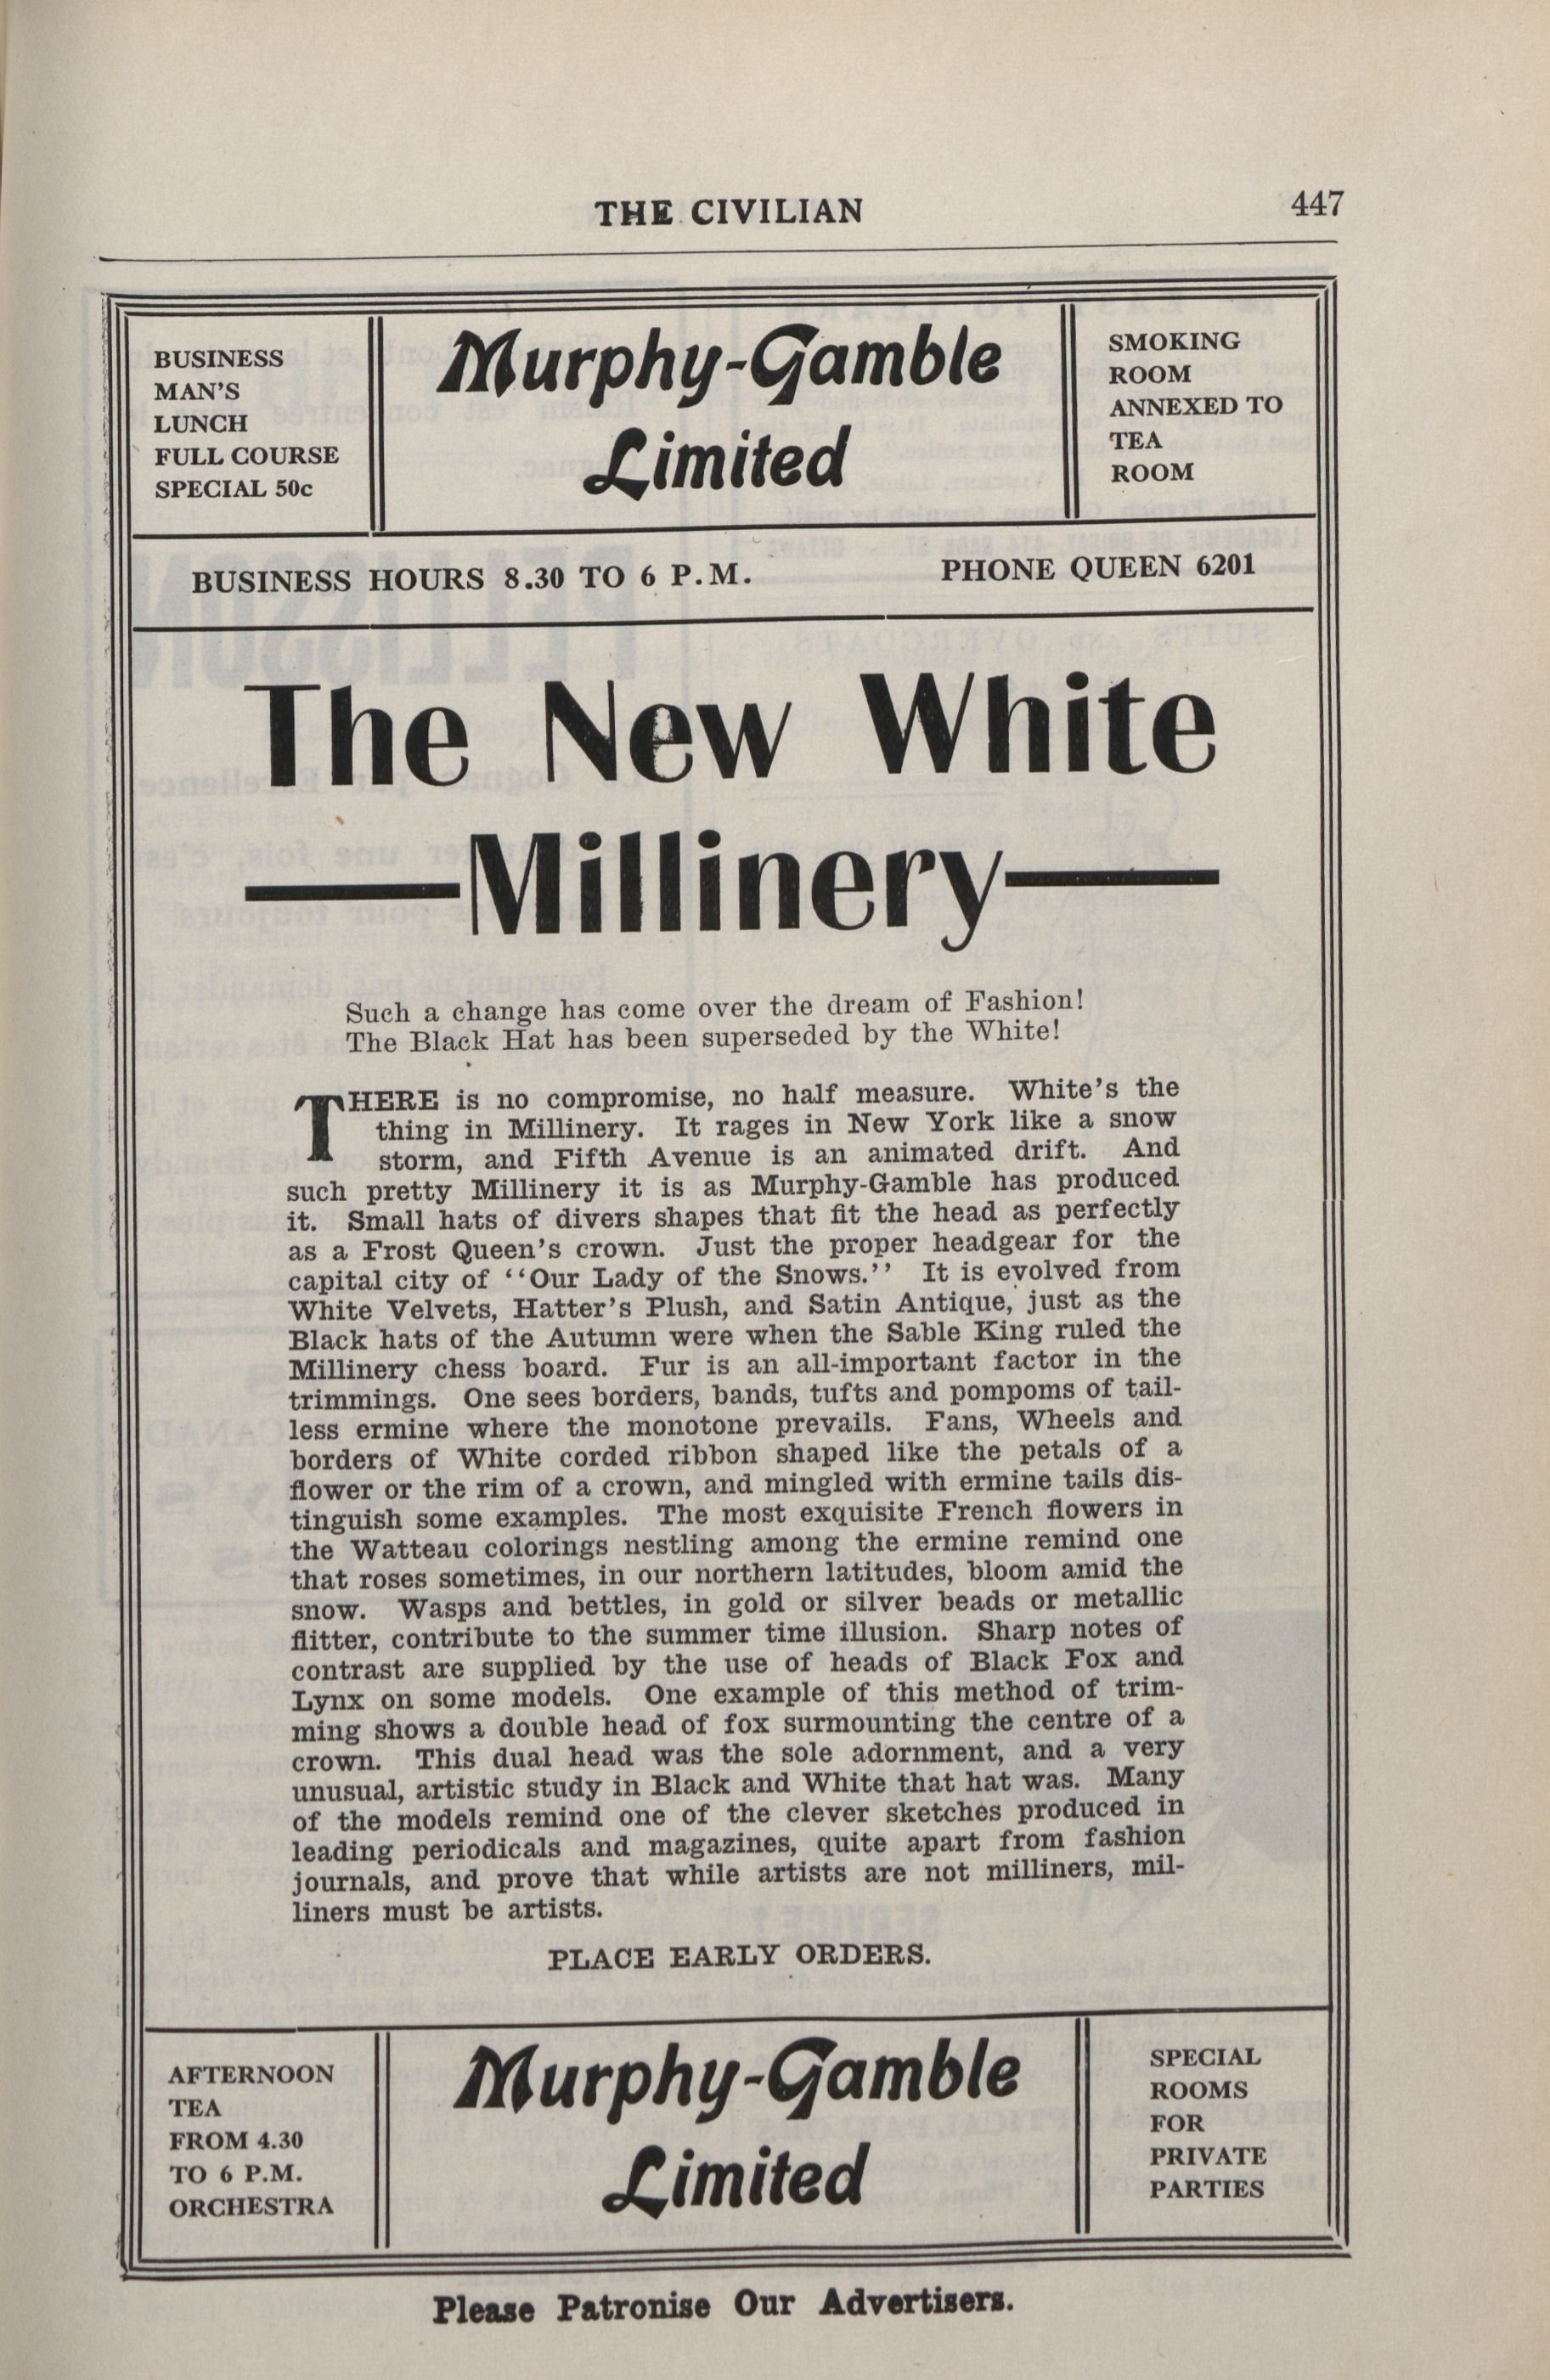 THE CIVILIAN
447
BUSINESS
MAN'S
LUNCH
FULL COURSE
SPECIAL 50c
Murphy-Gamble
Limited
SMOKING
ROOM
ANNEXED TO
TEA
ROOM
BUSINESS HOURS 8.30 TO 6 P.M.
PHONE QUEEN 6201
The New White
—Millinery—
Such a change has come over the dream of Fashion!
The Black Hat has been superseded by the White!
THERE is no compromise, no half measure. White's the
thing in Millinery. It rages in New York like a snow
storm, and Fifth Avenue is an animated drift. And
such pretty Millinery it is as Murphy-Gamble has produced
it. Small hats of divers shapes that fit the head as perfectly
as a Frost Queen's crown. Just the proper headgear for the
capital city of ''Our Lady of the Snows.'' It is evolved from
White Velvets, Hatter's Plush, and Satin Antique, just as the
Black hats of the Autumn were when the Sable King ruled the
Millinery chess board. Fur is an all-important factor in the
trimmings. One sees borders, bands, tufts and pompoms of tail-
less ermine where the monotone prevails. Fans, Wheels and
borders of White corded ribbon shaped like the petals of a
flower or the rim of a crown, and mingled with ermine tails dis-
tinguish some examples. The most exquisite French flowers in
the Watteau colorings nestling among the ermine remind one
that roses sometimes, in our northern latitudes, bloom amid the
snow. Wasps and bettles, in gold or silver beads or metallic
flitter, contribute to the summer time illusion. Sharp notes of
contrast are supplied by the use of heads of Black Fox and
Lynx on some models. One example of this method of trim-
ming shows a double head of fox surmounting the centre of a
crown. This dual head was the sole adornment, and a very
unusual, artistic study in Black and White that hat was. Many
of the models remind one of the clever sketches produced in
leading periodicals and magazines, quite apart from fashion
journals, and prove that while artists are not milliners, mil-
liners must be artists.
PLACE EARLY ORDERS.
AFTERNOON
TEA
FROM 4.30
TO 6 P.M.
ORCHESTRA
Murphy-Gamble
Limited
SPECIAL
ROOMS
FOR
PRIVATE
PARTIES
Please Patronise Our Advertisers.